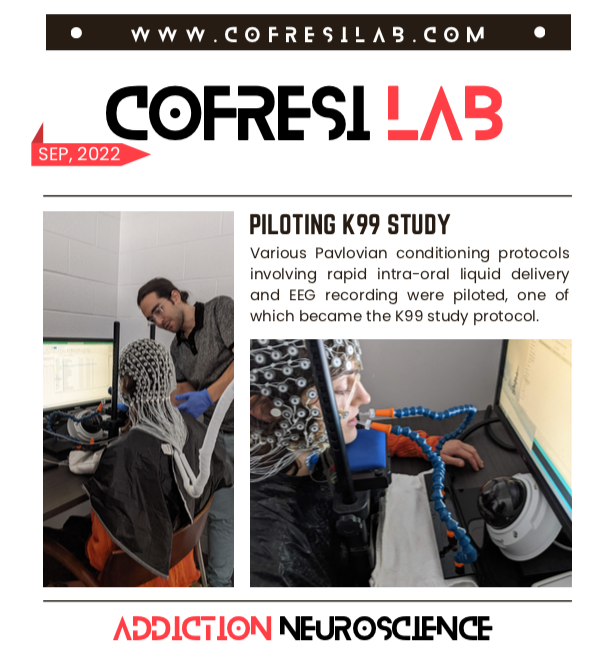 WWW.COFRESILAB.COM
COFRESI LAB
SEP, 2022
PILOTING K99 STUDY
Various Pavlovian conditioning protocols
involving rapid intra-oral liquid delivery
and EEG recording were piloted, one of
which became the K99 study protocol.
ADDICTION NEUROSCIENCE